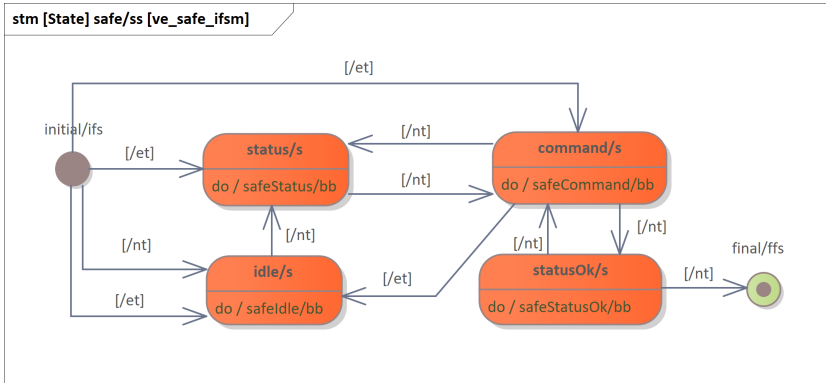 stm [State] safe/ss [ve_safe_ifsm]
[/et]
initial/ifs
[/et]
status/s
do / safeStatus/bb
[/nt]
[/nt]
command/s
do / safeCommand/bb
[/nt]
[/nt]
[/nt]
[/nt]
final/ffs
idle/s
do / safeIdle/bb
[/et]
[/et]
statusOk/s
do / safeStatusOk/bb
[/nt]